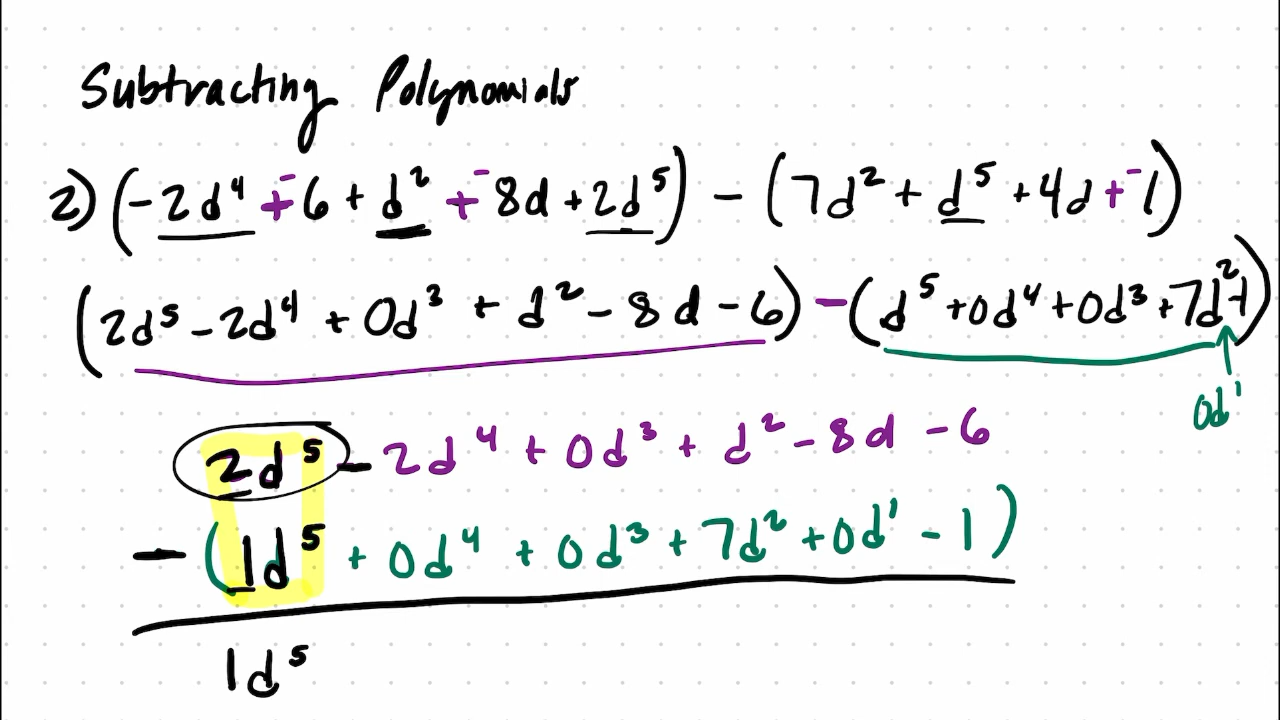 Subtracting Polynomials
2) (-2d⁴ +⁻6 + d² +⁻8d + 2d⁵) - (7d² + d⁵ + 4d +⁻1)
(2d⁵ - 2d⁴ + 0d³ + d² - 8d - 6) - (d⁵ + 0d⁴ + 0d³ + 7d² -1)
0d¹
2d⁵ - 2d⁴ + 0d³ + d² - 8d - 6
- (1d⁵ + 0d⁴ + 0d³ + 7d² + 0d¹ - 1)
1d⁵